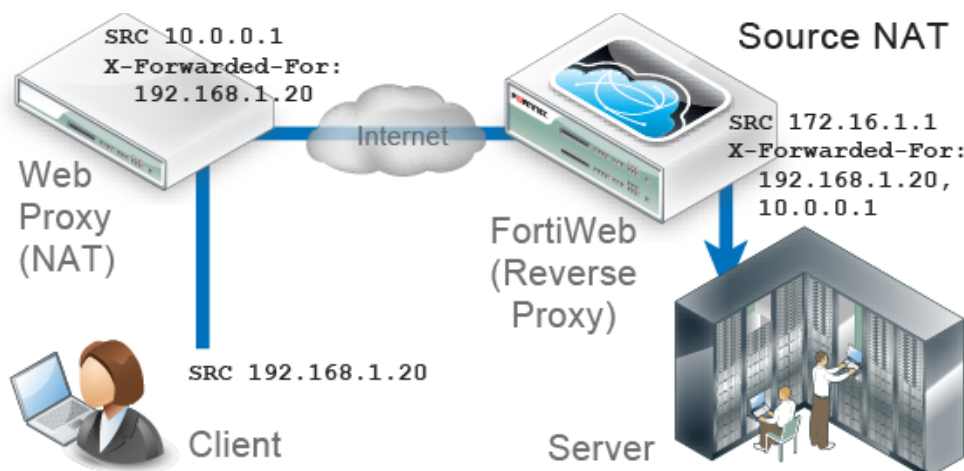 SRC 10.0.0.1
X-Forwarded-For:
192.168.1.20
Source NAT
Internet
FORTINET
SRC 172.16.1.1
X-Forwarded-For:
192.168.1.20,
10.0.0.1
Web
Proxy
(NAT)
FortiWeb
(Reverse
Proxy)
SRC 192.168.1.20
Client
Server